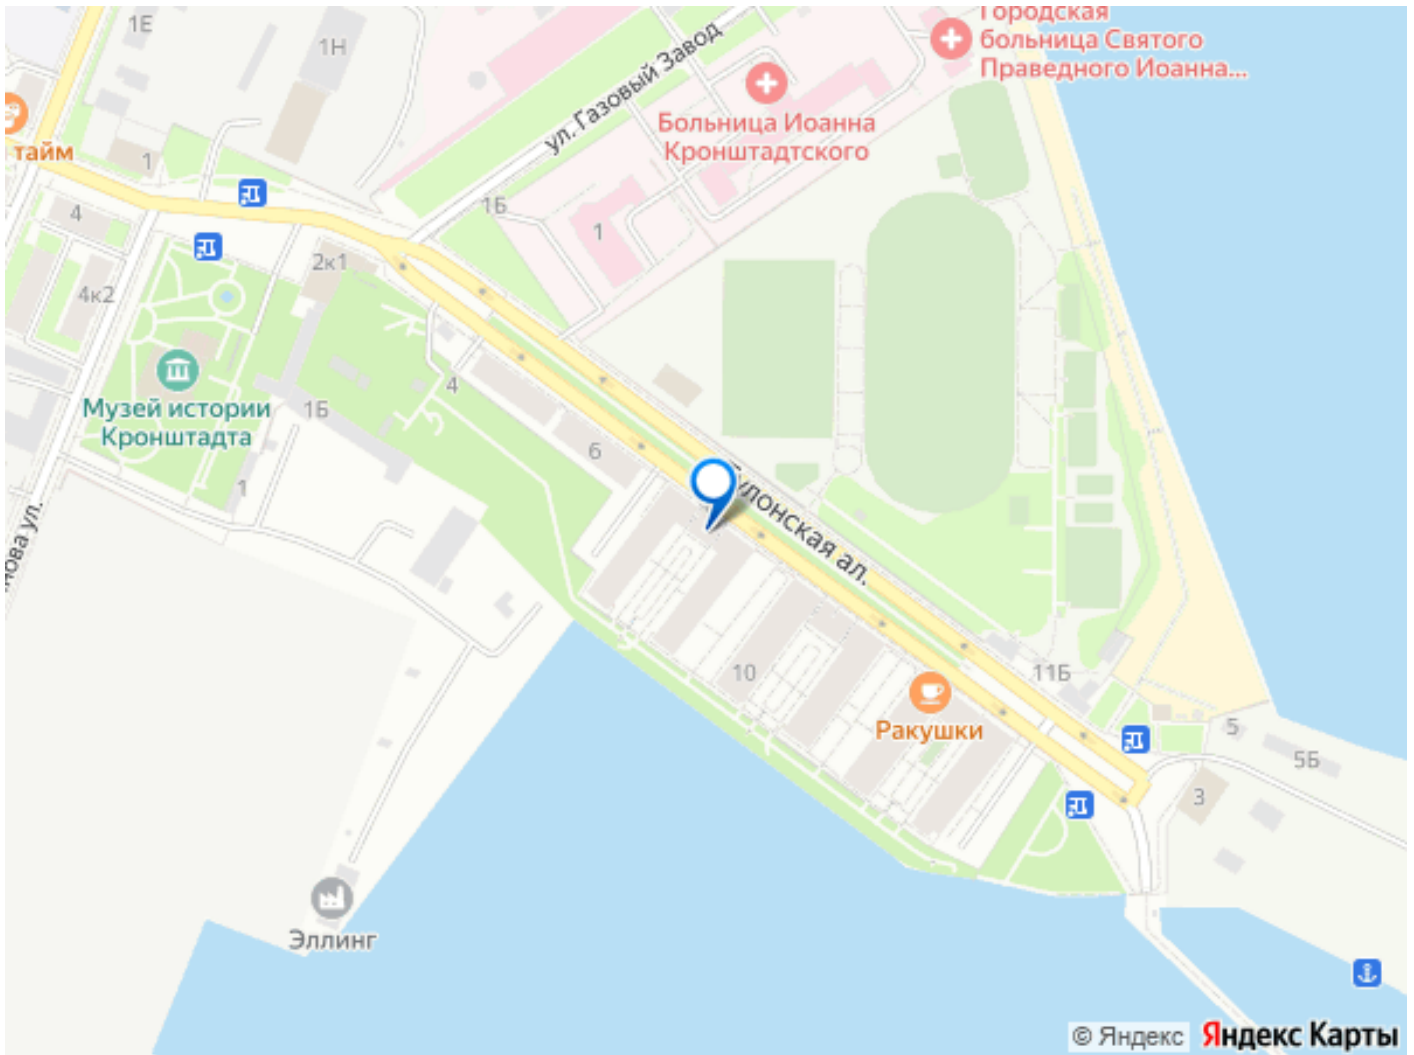 1Е
1Н
Городская
больница Святого
Праведного Иоанна...
ул. Газовый Завод
Больница Иоанна
Кронштадтского
тайм
1
4
1Б
1
2к1
4к2
4
Музей истории
Кронштадта
1Б
6
1
лонская ал.
нова ул.
10
11Б
Ракушки
5
5Б
3
Эллинг
© Яндекс Яндекс Карты